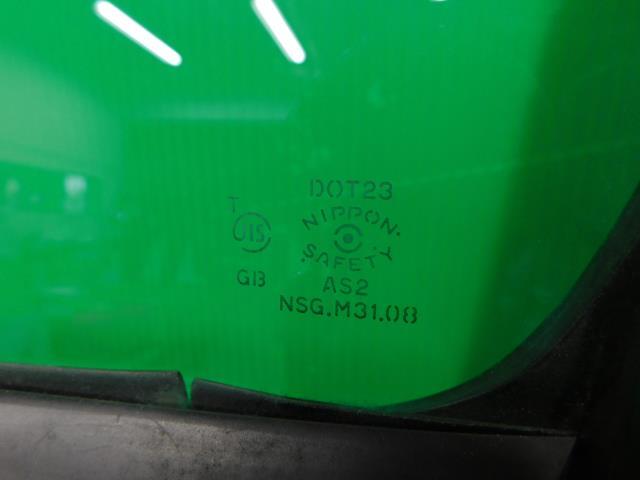 DOT23
T
NIPPON.
JIS
.SAFETY
GB
AS2
NSG.M31.08